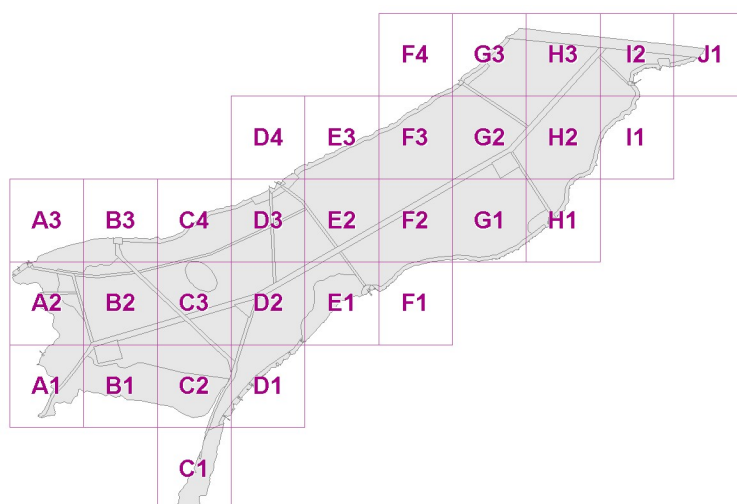 F4 G3 H3 I2 J1
D4 E3 F3 G2 H2 I1
A3 B3 C4 D3 E2 F2 G1 H1
A2 B2 C3 D2 E1 F1
A1 B1 C2 D1
C1